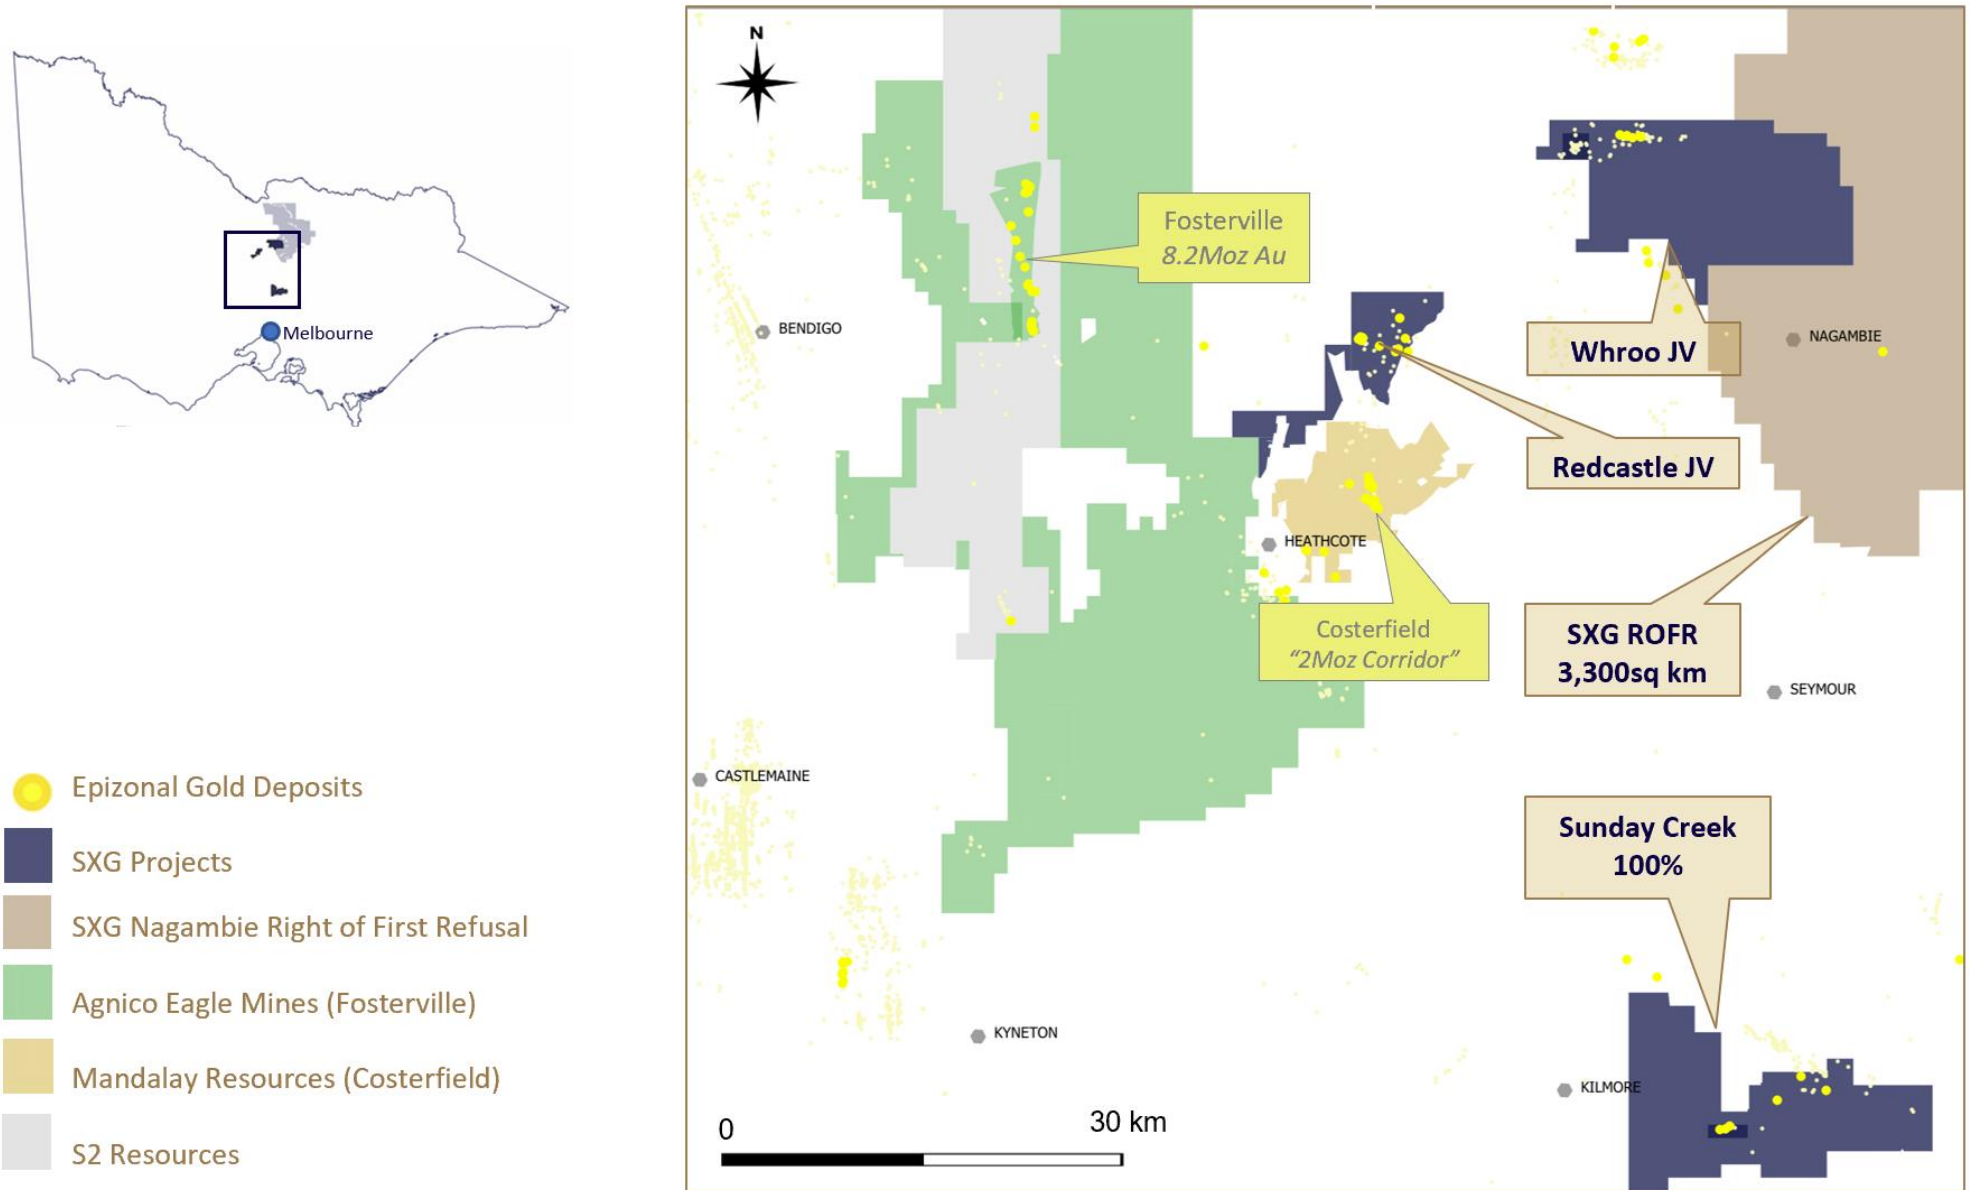 Melbourne
Epizonal Gold Deposits
SXG Projects
SXG Nagambie Right of First Refusal
Agnico Eagle Mines (Fosterville)
Mandalay Resources (Costerfield)
S2 Resources
N
Fosterville
8.2Moz Au
BENDIGO
NAGAMBIE
Whroo JV
Redcastle JV
HEATHCOTE
Costerfield
“2Moz Corridor”
SXG ROFR
3,300sq km
SEYMOUR
CASTLEMAINE
Sunday Creek
100%
KYNETON
KILMORE
0
30 km